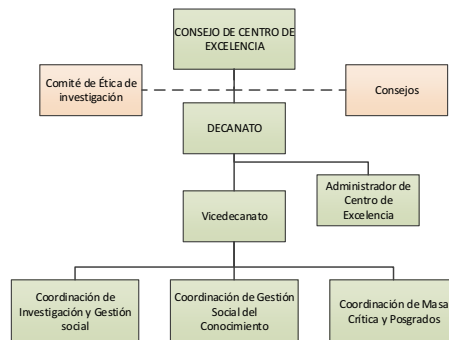 CONSEJO DE CENTRO DE
EXCELENCIA
Comité de Ética de
investigación
Consejos
DECANATO
Administrador de
Centro de
Excelencia
Vicedecanato
Coordinación de
Investigación y Gestión
social
Coordinación de Gestión
Social del
Conocimiento
Coordinación de Masa
Crítica y Posgrados